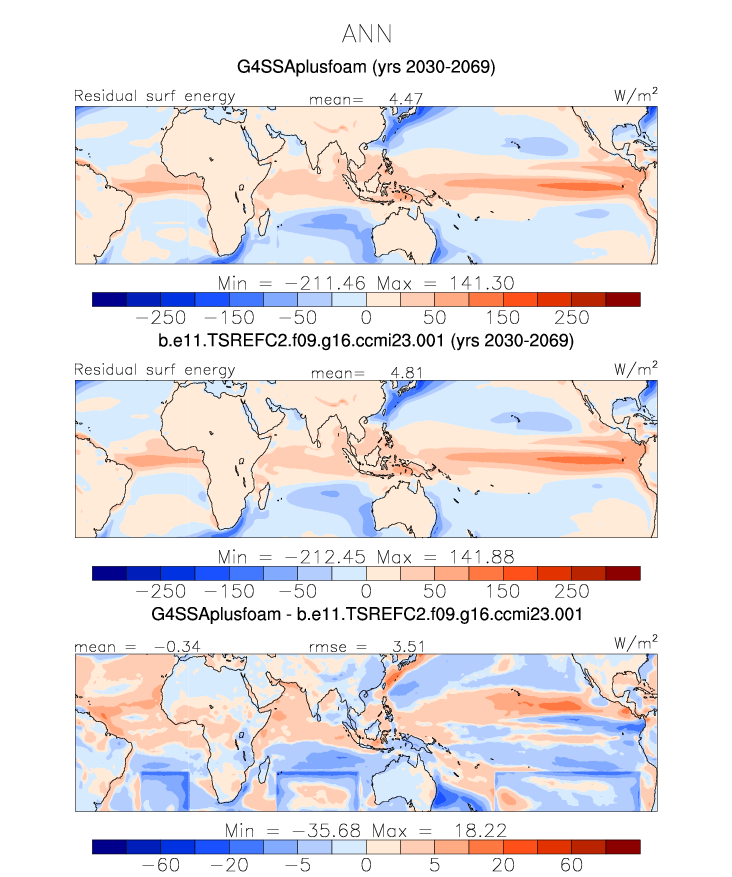 ANN
G4SSAplusfoam (yrs 2030-2069)
Residual surf energy mean= 4.47 W/m²
Min = −211.46 Max = 141.30
−250 −150 −50 0 50 150 250
b.e11.TSREFC2.f09.g16.ccmi23.001 (yrs 2030-2069)
Residual surf energy mean= 4.81 W/m²
Min = −212.45 Max = 141.88
−250 −150 −50 0 50 150 250
G4SSAplusfoam - b.e11.TSREFC2.f09.g16.ccmi23.001
mean = −0.34 rmse = 3.51 W/m²
Min = −35.68 Max = 18.22
−60 −20 −5 0 5 20 60